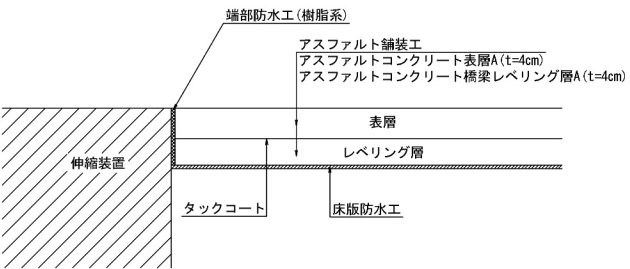 端部防水工(樹脂系)
アスファルト舗装工
アスファルトコンクリート表層A(t=4cm)
アスファルトコンクリート橋梁レベリング層A(t=4cm)
表層
レベリング層
伸縮装置
タックコート
床版防水工